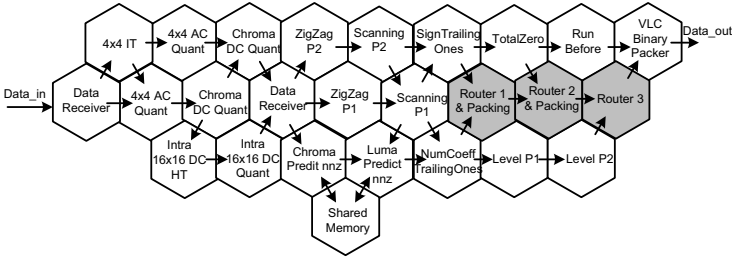 VLC
Binary
Packer
Data_out
4x4 IT
4x4 AC
Quant
Chroma
DC Quant
ZigZag
P2
Scanning
P2
SignTrailing
Ones
TotalZero
Run
Before
Data_in
Data
Receiver
4x4 AC
Quant
Chroma
DC Quant
Data
Receiver
ZigZag
P1
Scanning
P1
Router 1
& Packing
Router 2
& Packing
Router 3
Intra
16x16 DC
HT
Intra
16x16 DC
Quant
Chroma
Predit nnz
Luma
Predict
nnz
NumCoeff
TrailingOnes
Level P1
Level P2
Shared
Memory